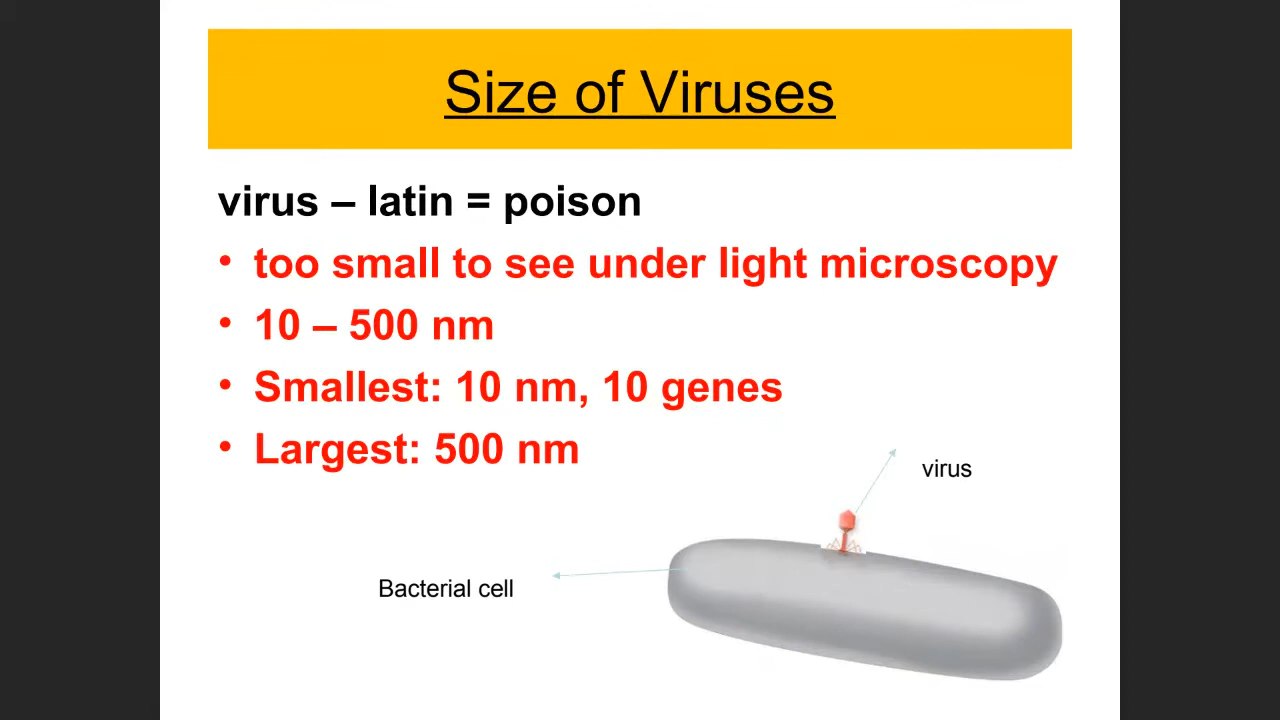 Size of Viruses
virus – latin = poison
• too small to see under light microscopy
• 10 – 500 nm
• Smallest: 10 nm, 10 genes
• Largest: 500 nm
virus
Bacterial cell